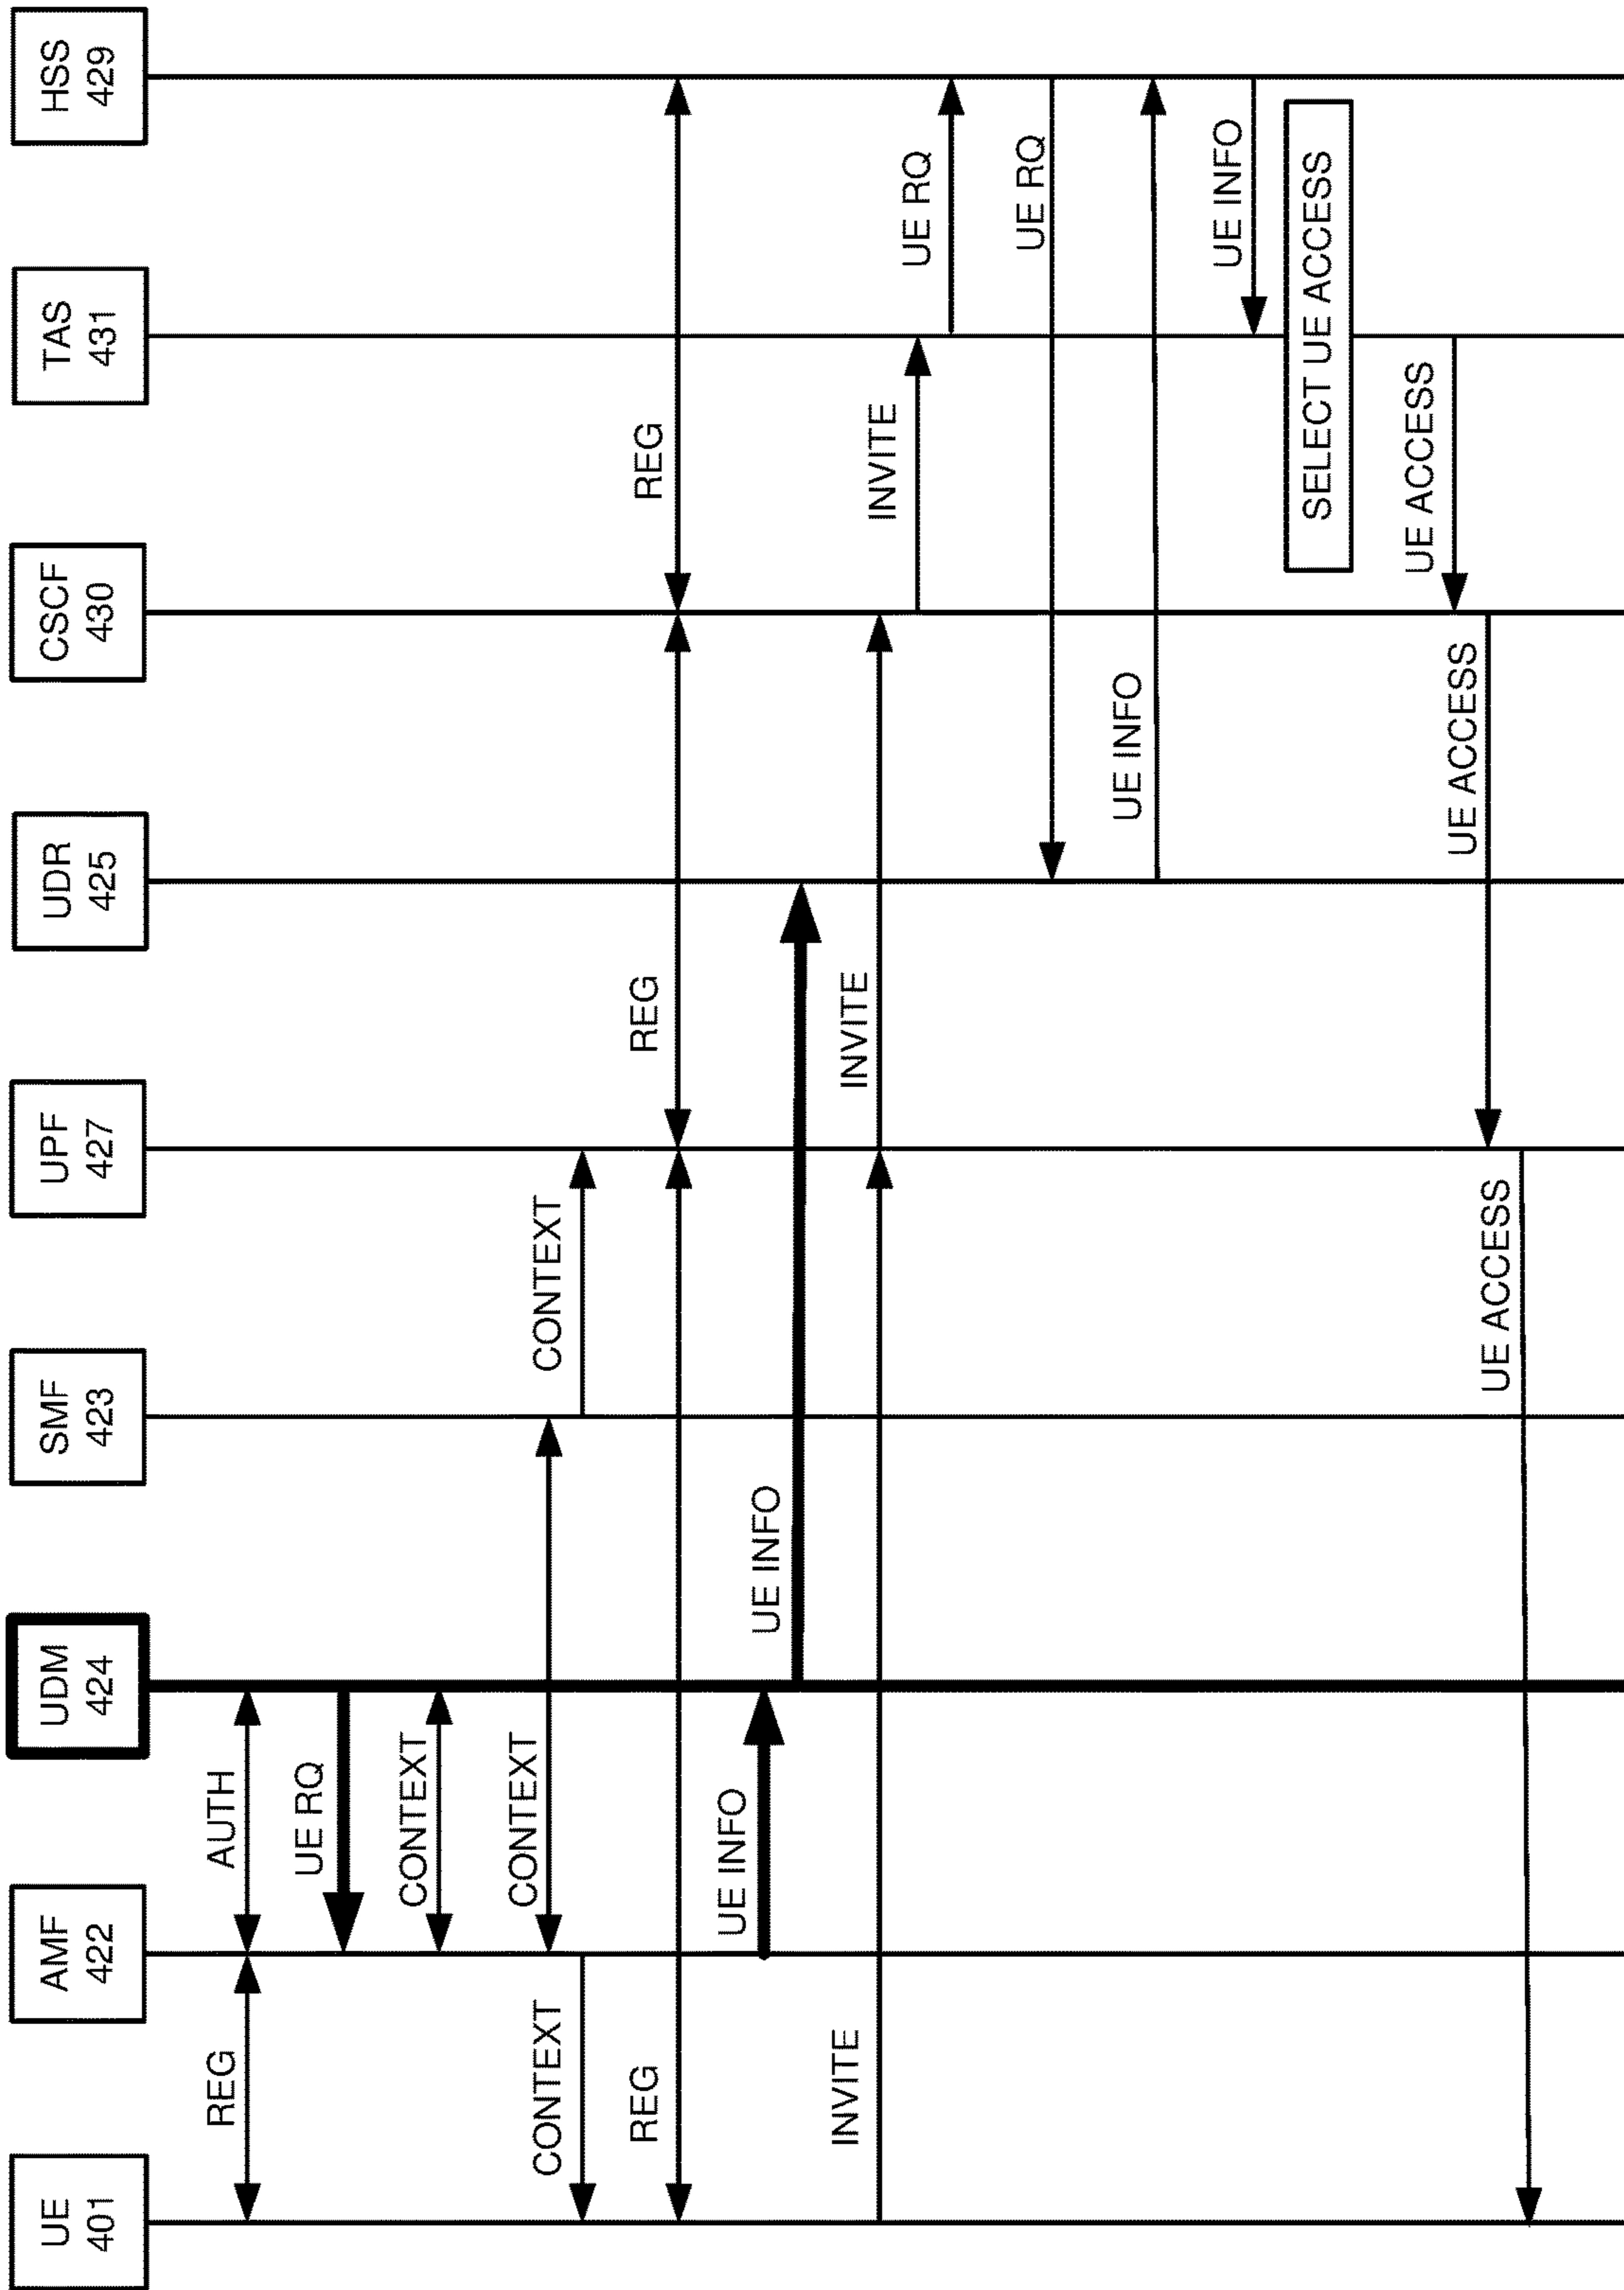 UE
401
AMF
422
UDM
424
SMF
423
UPF
427
UDR
425
CSCF
430
TAS
431
HSS
429
REG
AUTH
UE RQ
CONTEXT
CONTEXT
CONTEXT
CONTEXT
REG
REG
REG
UE INFO
UE INFO
INVITE
INVITE
INVITE
UE RQ
UE RQ
UE INFO
UE INFO
SELECT UE ACCESS
UE ACCESS
UE ACCESS
UE ACCESS